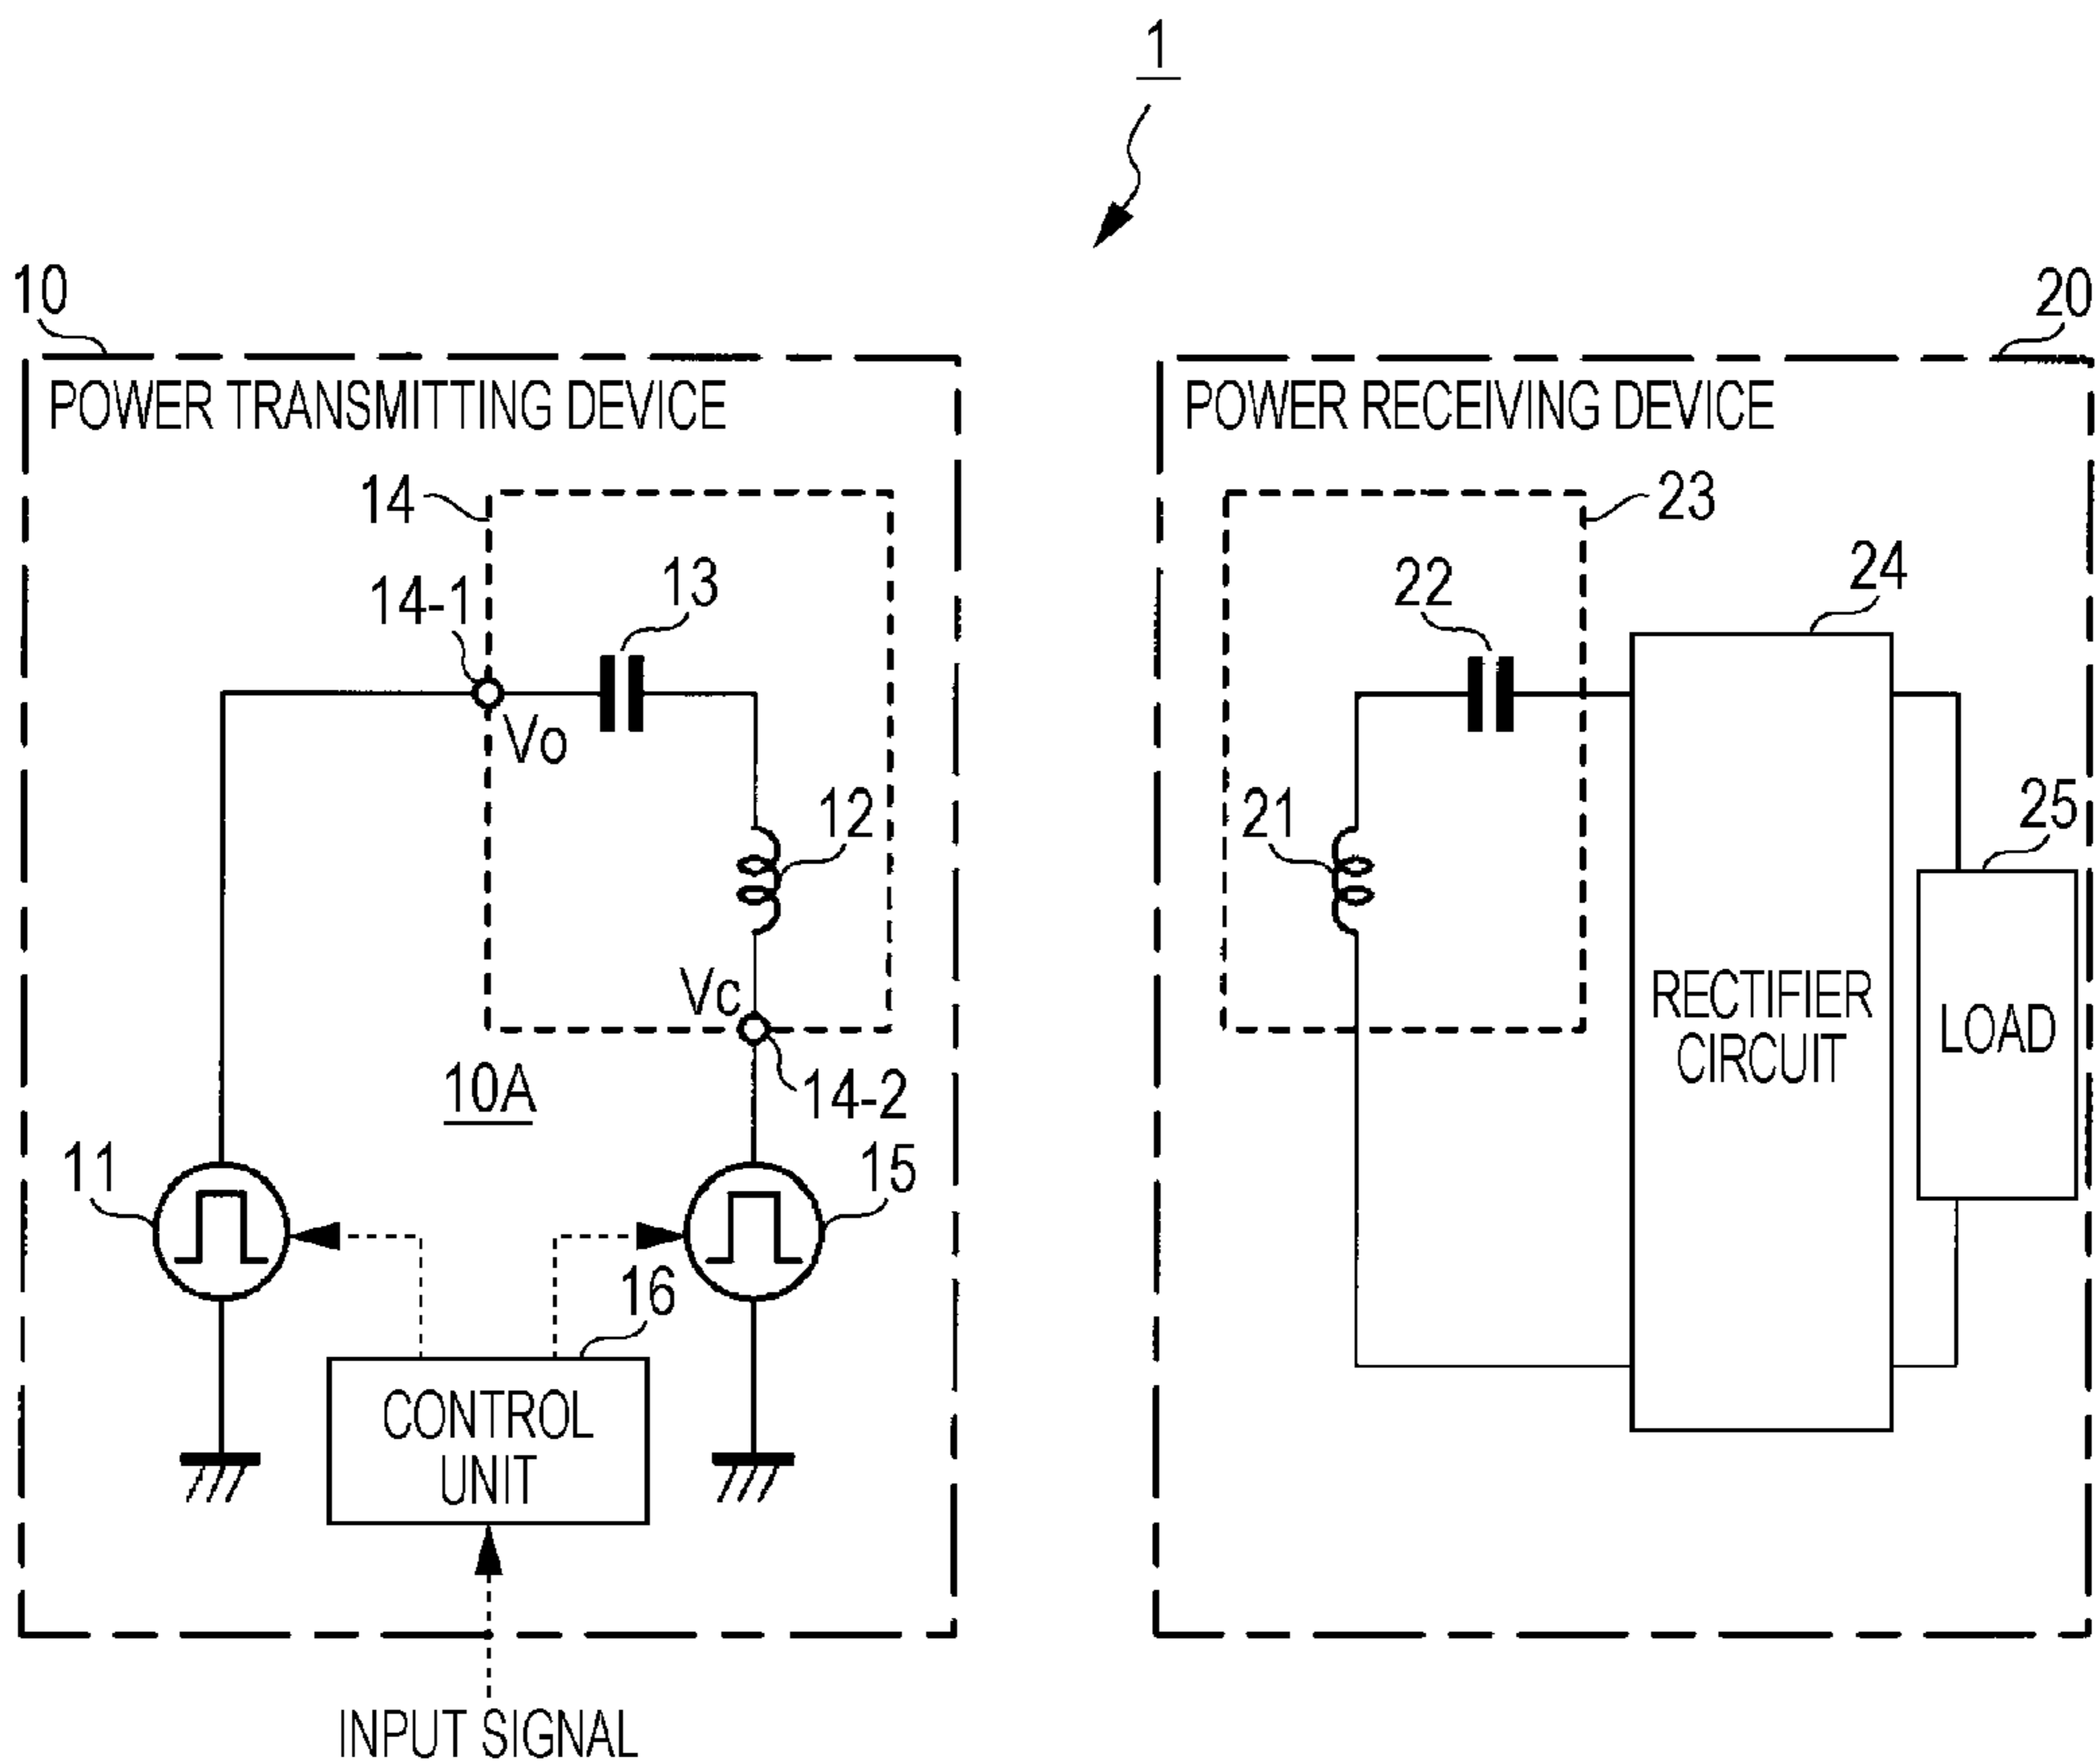 1
10
20
POWER TRANSMITTING DEVICE
POWER RECEIVING DEVICE
14
23
14-1
13
22
24
Vo
12
21
25
Vc
RECTIFIER
CIRCUIT
LOAD
10A
14-2
11
15
16
CONTROL
UNIT
INPUT SIGNAL